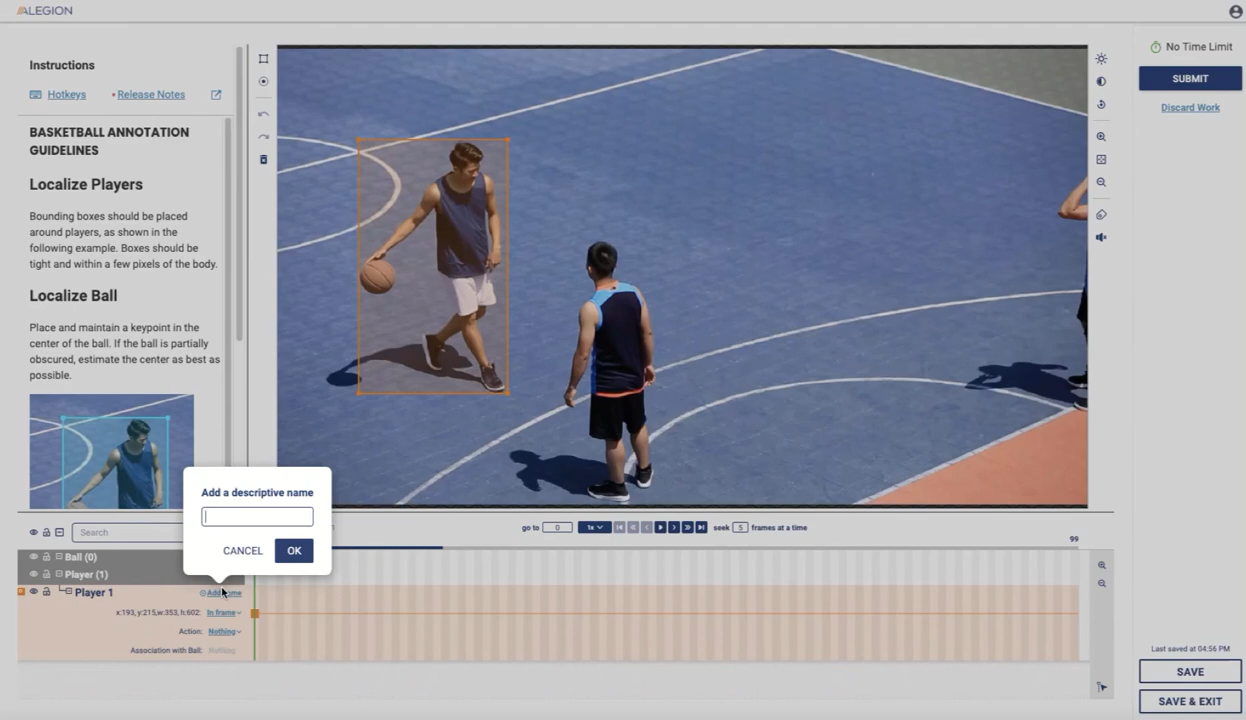 ALEGION
Instructions
Hotkeys
Release Notes
BASKETBALL ANNOTATION
GUIDELINES
Localize Players
Bounding boxes should be placed
around players, as shown in the
following example. Boxes should be
tight and within a few pixels of the body.
Localize Ball
Place and maintain a keypoint in the
center of the ball. If the ball is partially
obscured, estimate the center as best as
possible.
No Time Limit
SUBMIT
Discard Work
Add a descriptive name
CANCEL OK
Search
go to 0 1x seek 5 frames at a time
99
Ball (0)
Player (1)
Player 1
x:193, y:215,w:353, h:602: In frame
Action: Nothing
Association with Ball: Nothing
Last saved at 04:56 PM
SAVE
SAVE & EXIT